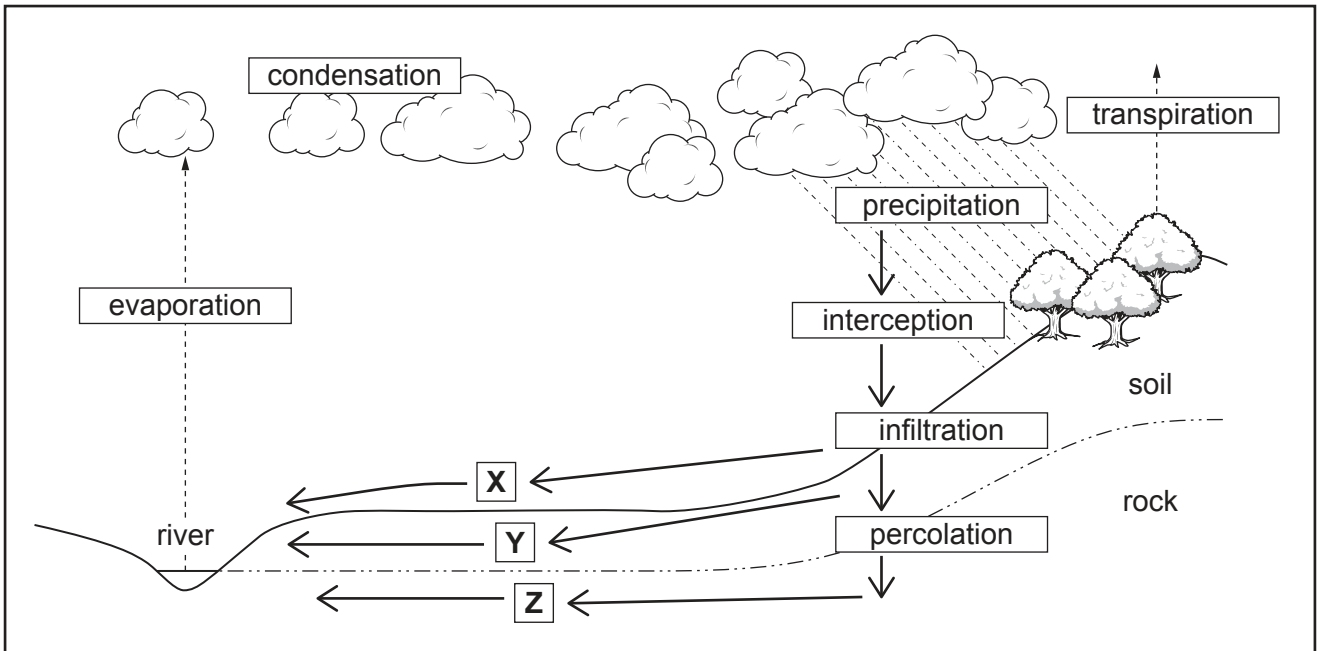 condensation
transpiration
precipitation
evaporation
interception
soil
infiltration
X
rock
river
Y
percolation
Z